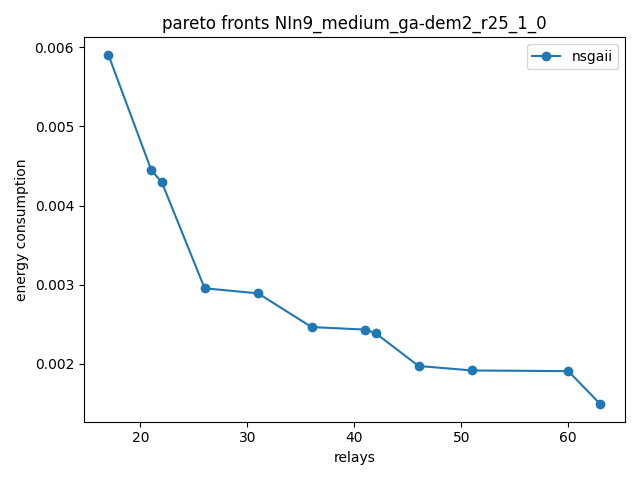 pareto fronts NIn9_medium_ga-dem2_r25_1_0
nsgaii
0.006
0.005
0.004
0.003
0.002
energy consumption
20 30 40 50 60
relays